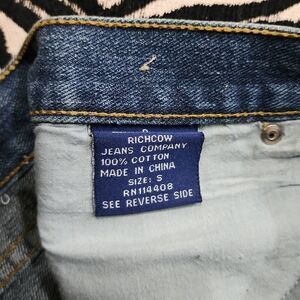 RICHCOW
JEANS COMPANY
100% COTTON
MADE IN CHINA
SIZE: S
RN114408
SEE REVERSE SIDE